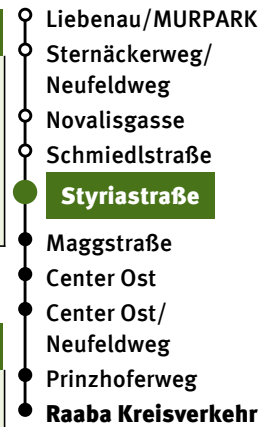 Liebenau/MURPARK
Sternäckerweg/
Neufeldweg
Novalisgasse
Schmiedlstraße
Styriastraße
Maggstraße
Center Ost
Center Ost/
Neufeldweg
Prinzhoferweg
Raaba Kreisverkehr